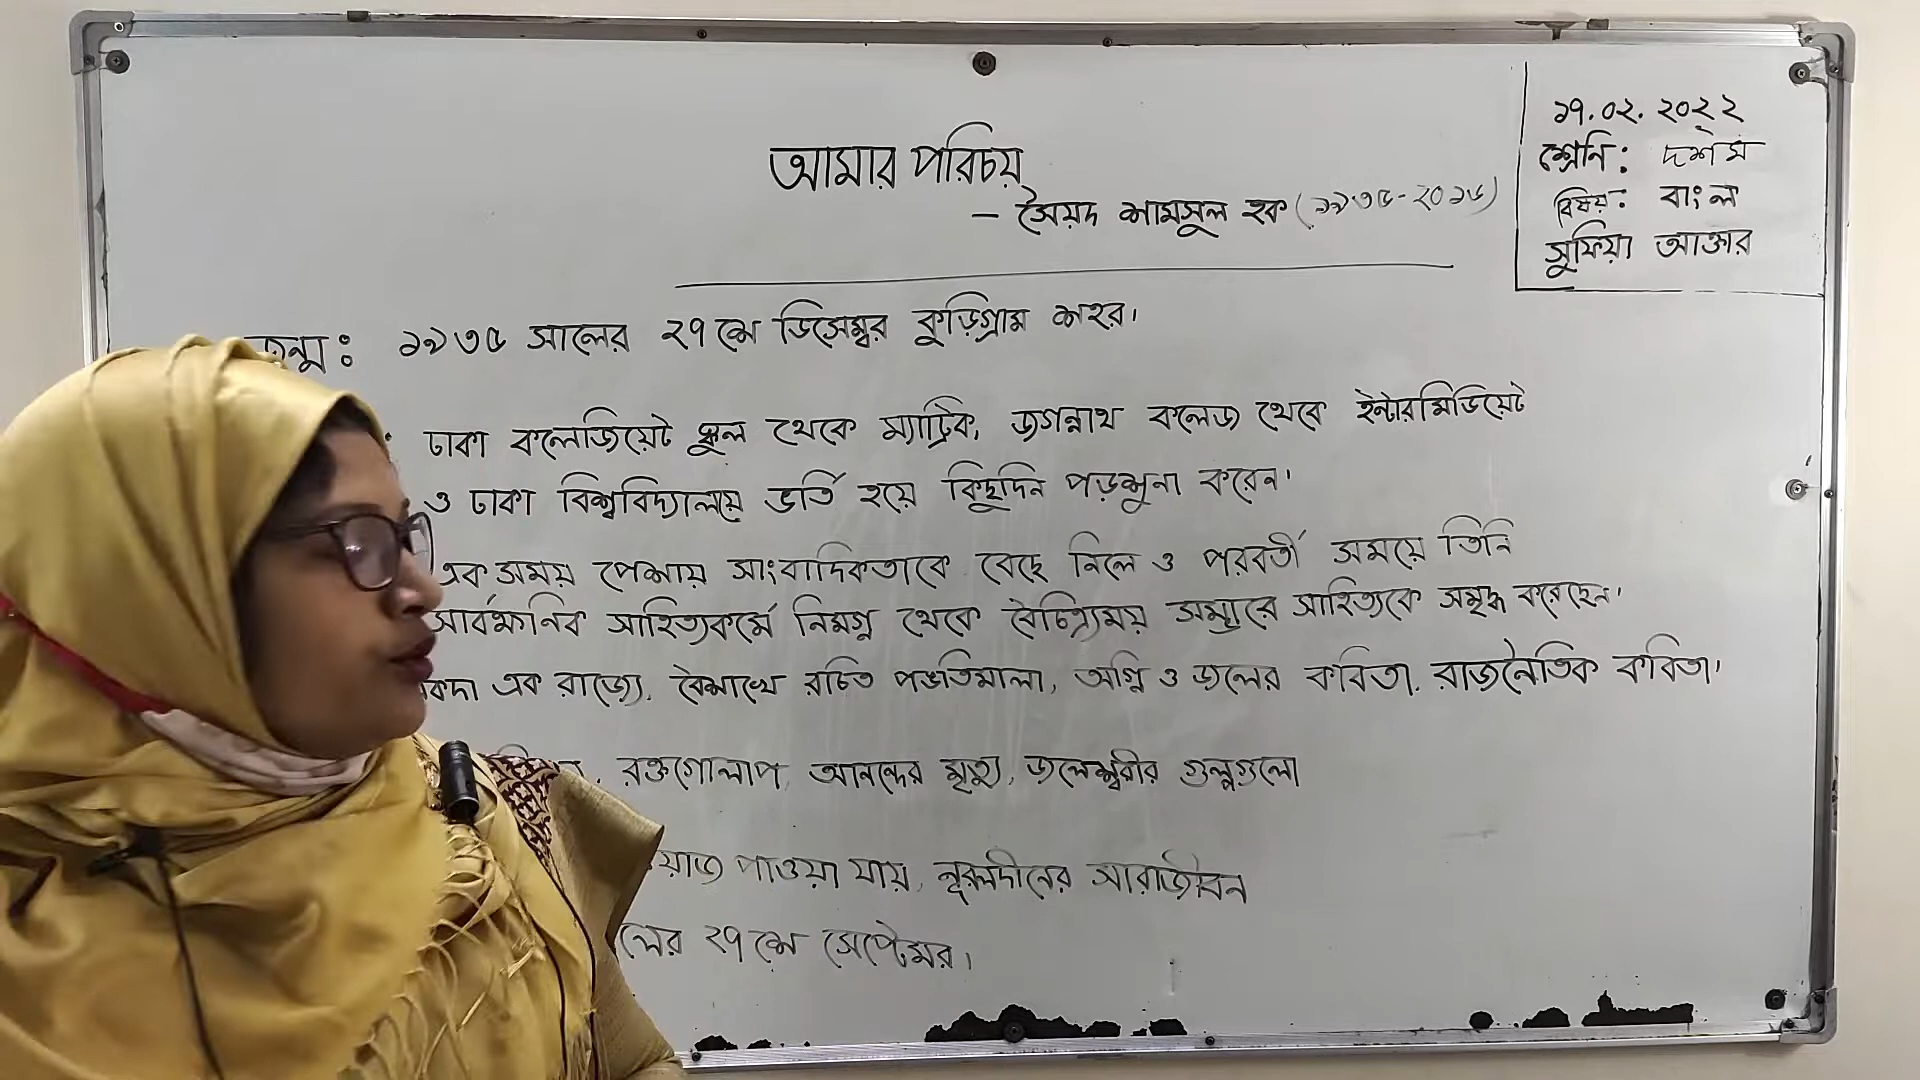 আমার পরিচয়
– সৈয়দ শামসুল হক (১৯৩৫-২০১৬)
১৭.০২.২০২২
শ্রেনি: দশম
বিষয়: বাংলা
সুফিয়া আক্তার
জন্ম: ১৯৩৫ সালের ২৭শে ডিসেম্বর কুড়িগ্রাম শহর।
ঢাকা কলেজিয়েট স্কুল থেকে ম্যাট্রিক, জগন্নাথ কলেজ থেকে ইন্টারমিডিয়েট
ও ঢাকা বিশ্ববিদ্যালয়ে ভর্তি হয়ে কিছুদিন পড়াশুনা করেন।
এক সময় পেশায় সাংবাদিকতাকে বেছে নিলে ও পরবর্তী সময়ে তিনি
সার্বক্ষনিক সাহিত্যকর্মে নিমগ্ন থেকে বৈচিত্র্যময় সম্ভারে সাহিত্যকে সমৃদ্ধ করেছেন।
একদা এক রাজ্যে, বৈশাখে রচিত পঙতিমালা, অগ্নি ও জলের কবিতা, রাজনৈতিক কবিতা।
রক্তগোলাপ, আনন্দের মৃত্যু, জলেশ্বরীর গল্পগুলো
পাওয়া যায়, নূরলদীনের সারাজীবন
লের ২৭শে সেপ্টেম্বর।